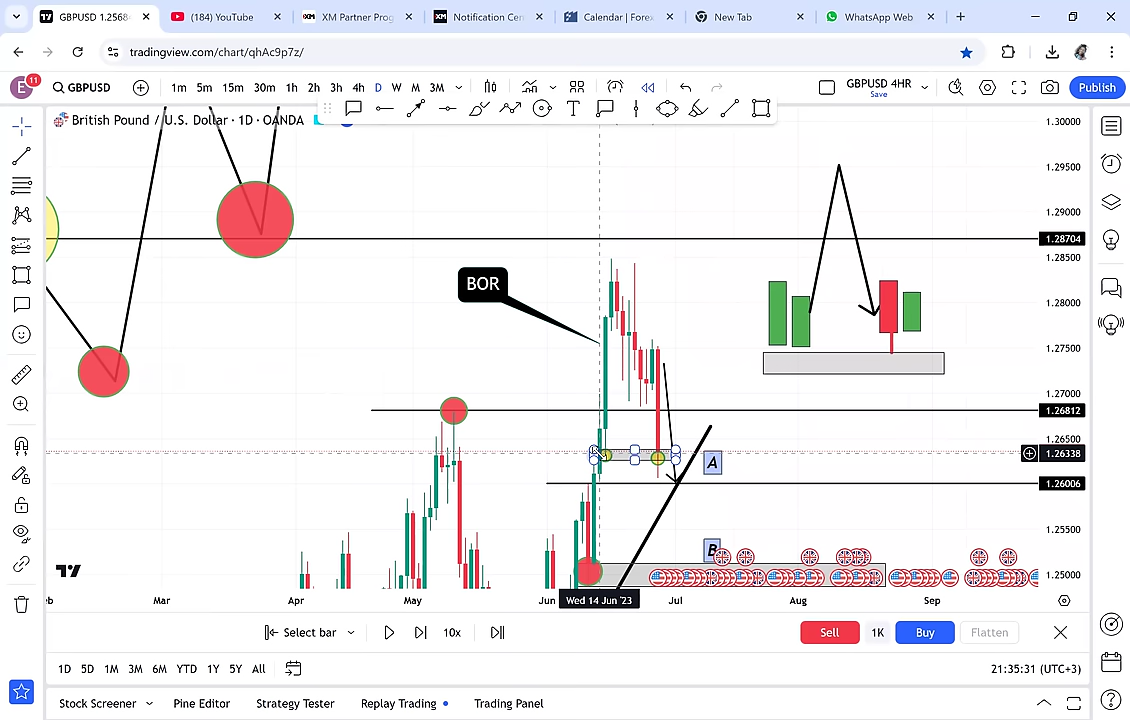 GBPUSD 1.2568
(184) YouTube
XM Partner Prog
Notification Cen
Calendar | Forex
New Tab
WhatsApp Web
tradingview.com/chart/qhAc9p7z/
E
11
GBPUSD
1m 5m 15m 30m 1h 2h 3h 4h D W M 3M
GBPUSD 4HR
Save
Publish
British Pound / U.S. Dollar · 1D · OANDA
1.30000
1.29500
1.29000
1.28704
1.28500
1.28000
1.27500
1.27000
1.26812
1.26500
1.26338
1.26006
1.25500
1.25000
BOR
A
B
eb Mar Apr May Jun Wed 14 Jun '23 Jul Aug Sep
Select bar
10x
Sell
1K
Buy
Flatten
1D 5D 1M 3M 6M YTD 1Y 5Y All
21:35:31 (UTC+3)
Stock Screener
Pine Editor
Strategy Tester
Replay Trading
Trading Panel